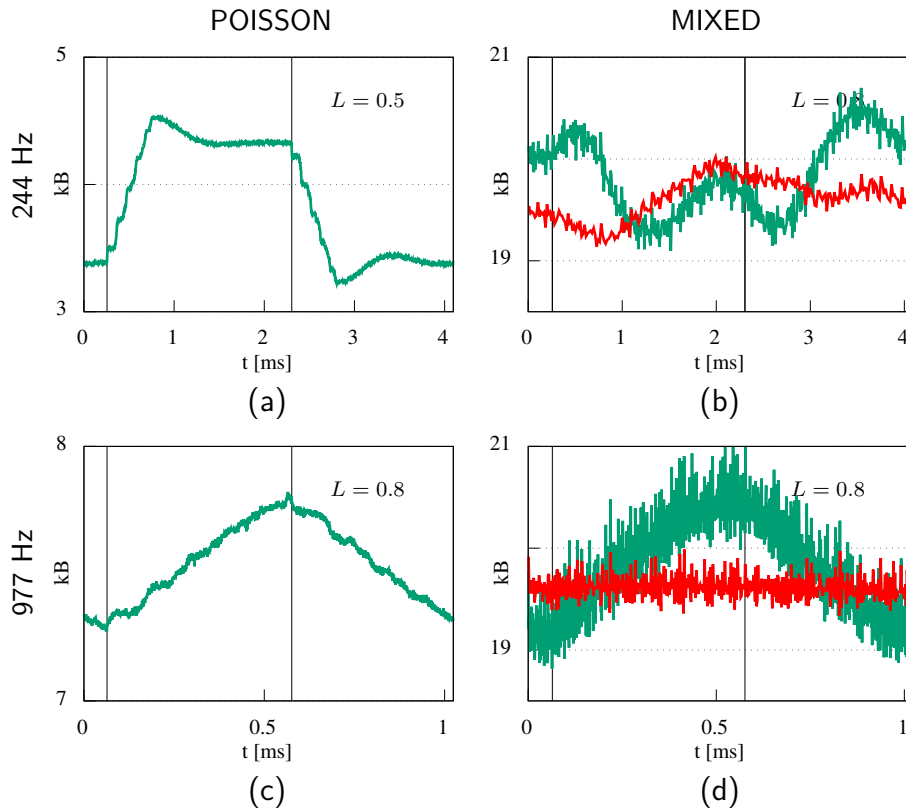 POISSON
MIXED
244 Hz
5
kB
3
L = 0.5
0 1 2 3 4
t [ms]
(a)
21
kB
19
0 1 2 3 4
t [ms]
(b)
977 Hz
8
kB
7
L = 0.8
0 0.5 1
t [ms]
(c)
21
kB
19
L = 0.8
0 0.5 1
t [ms]
(d)